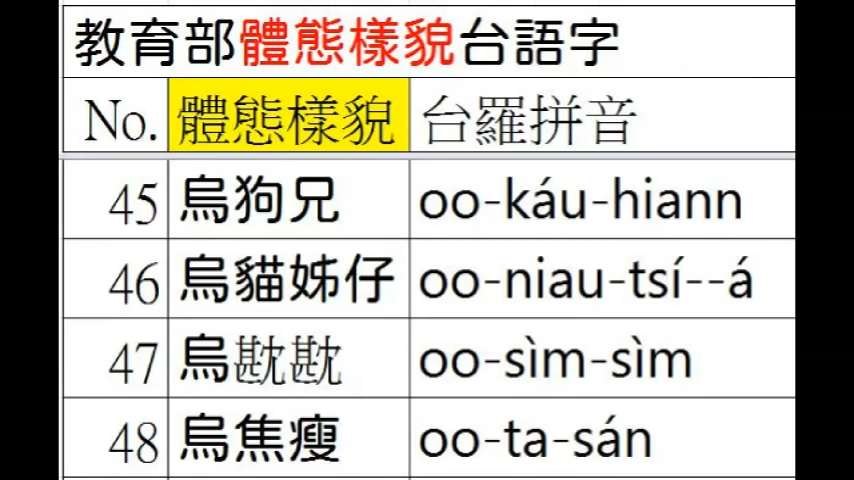 教育部體態樣貌台語字
No. 體態樣貌 台羅拼音
45 烏狗兄 oo-káu-hiann
46 烏貓姊仔 oo-niau-tsí--á
47 烏戡戡 oo-sìm-sìm
48 烏焦瘦 oo-ta-sán